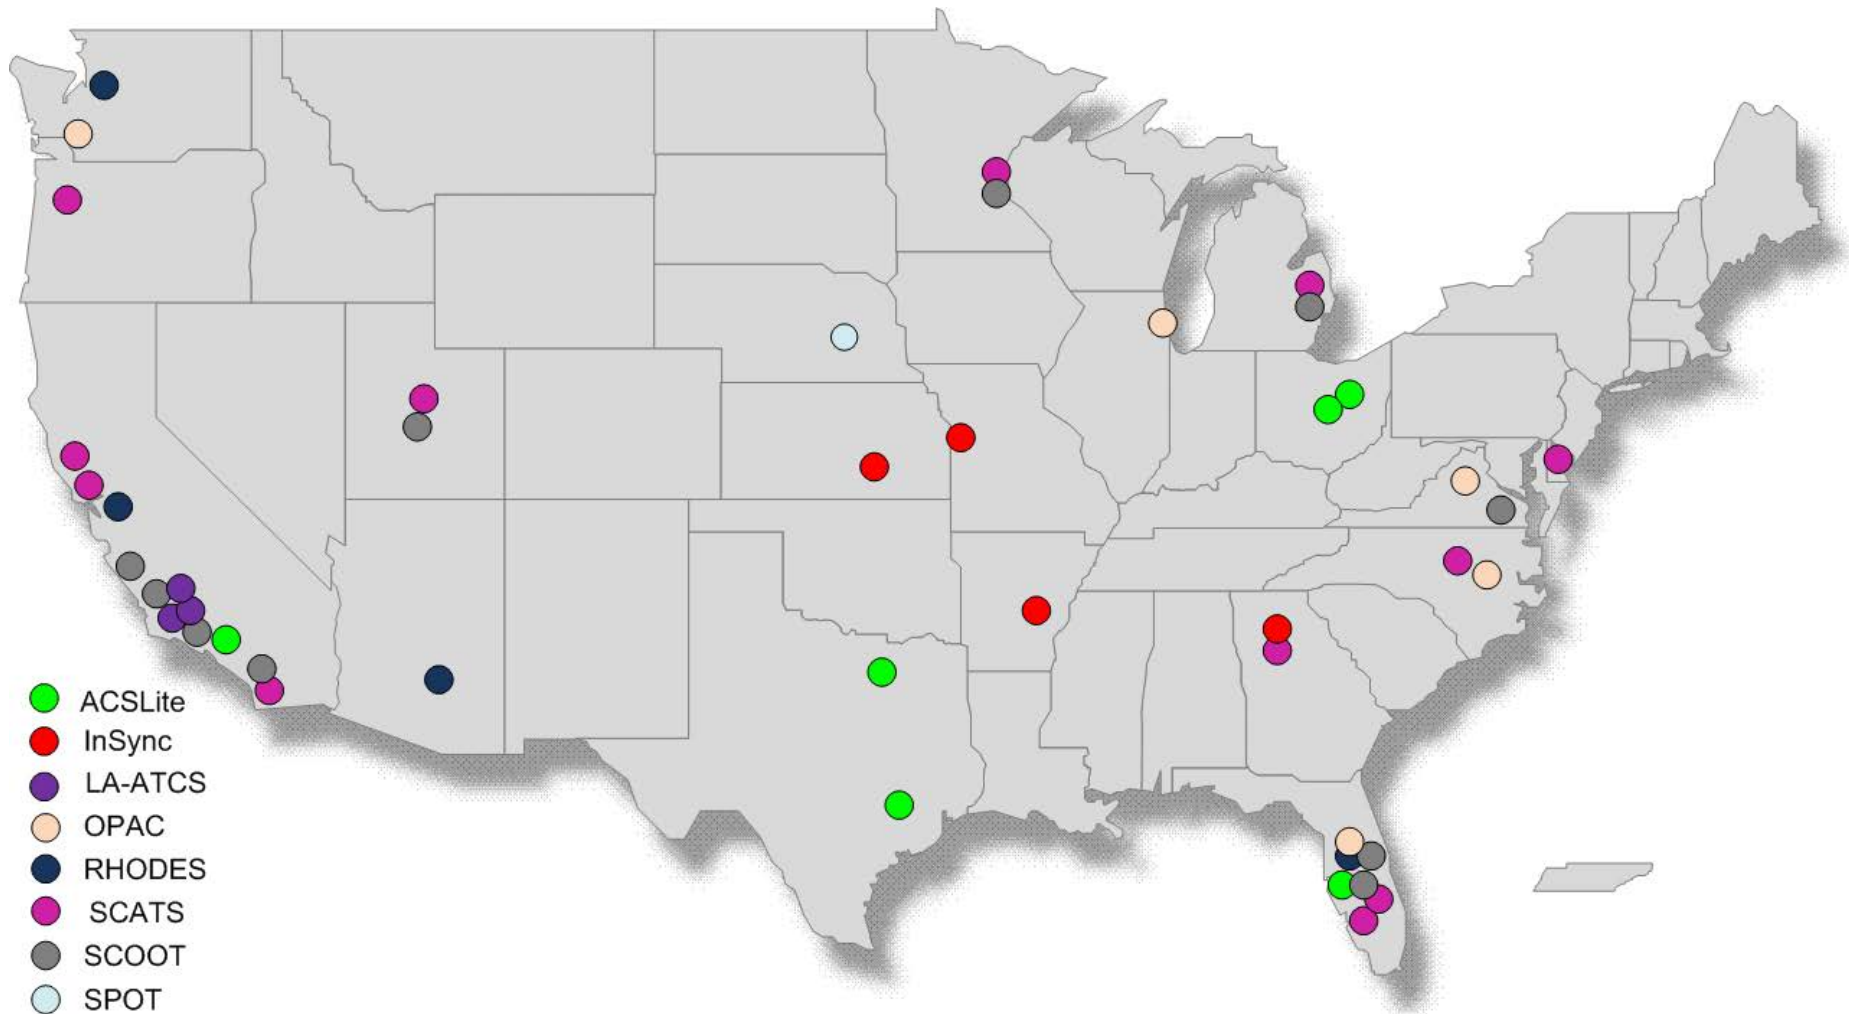 ACSLite
InSync
LA-ATCS
OPAC
RHODES
SCATS
SCOOT
SPOT